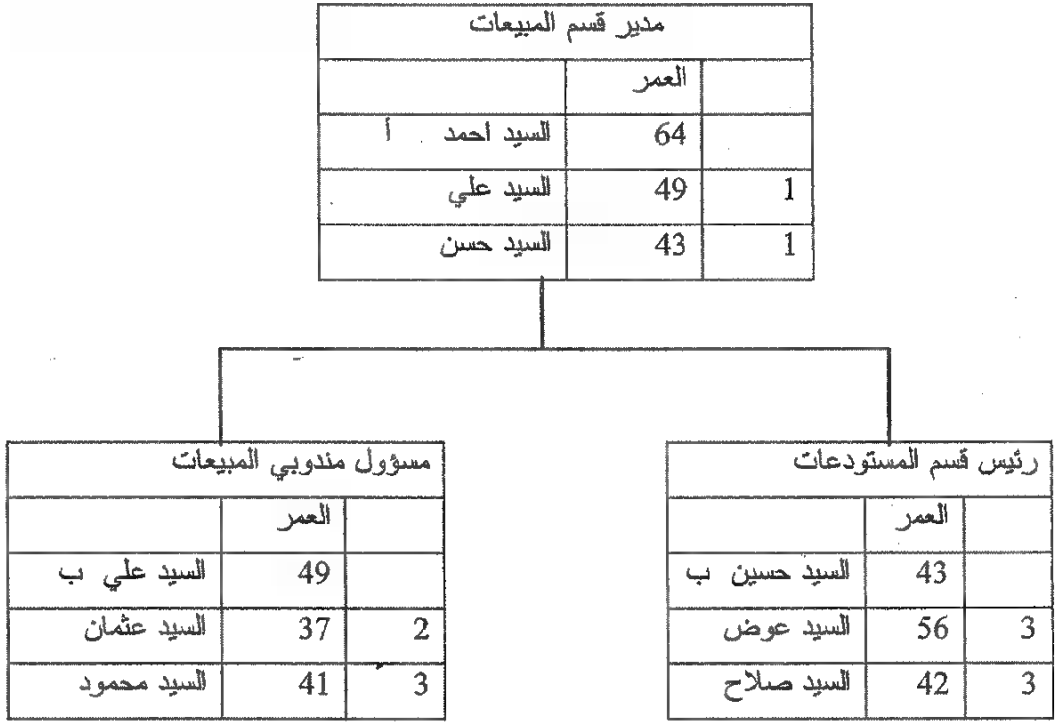 مدير قسم المبيعات
العمر
السيد احمد أ 64
1 49 السيد علي
1 43 السيد حسن
رئيس قسم المستودعات
العمر
43 السيد حسين ب
3 56 السيد عوض
3 42 السيد صلاح
مسؤول مندوبي المبيعات
العمر
49 السيد علي ب
2 37 السيد عثمان
3 41 السيد محمود